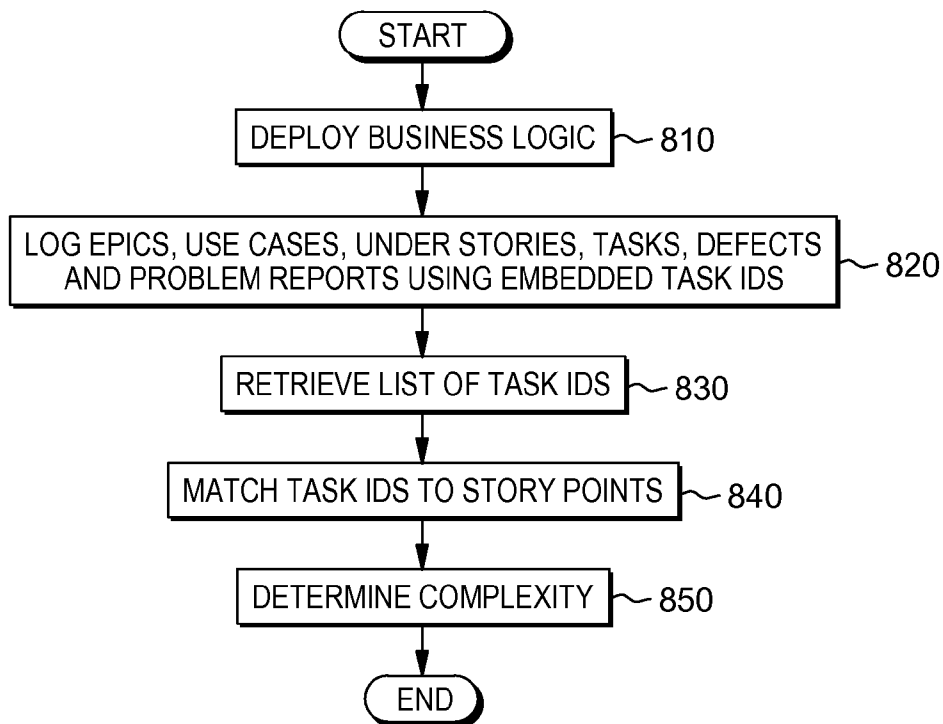 START
DEPLOY BUSINESS LOGIC
810
LOG EPICS, USE CASES, UNDER STORIES, TASKS, DEFECTS
AND PROBLEM REPORTS USING EMBEDDED TASK IDS
820
RETRIEVE LIST OF TASK IDS
830
MATCH TASK IDS TO STORY POINTS
840
DETERMINE COMPLEXITY
850
END